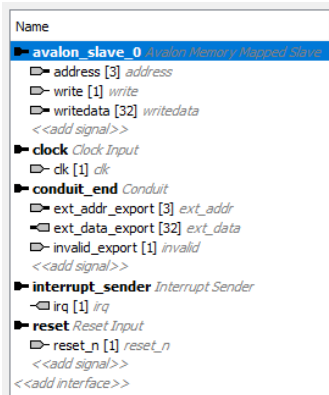 Name
avalon_slave_0 Avalon Memory Mapped Slave
address [3] address
write [1] write
writedata [32] writedata
<<add signal>>
clock Clock Input
clk [1] clk
conduit_end Conduit
ext_addr_export [3] ext_addr
ext_data_export [32] ext_data
invalid_export [1] invalid
<<add signal>>
interrupt_sender Interrupt Sender
irq [1] irq
reset Reset Input
reset_n [1] reset_n
<<add signal>>
<<add interface>>